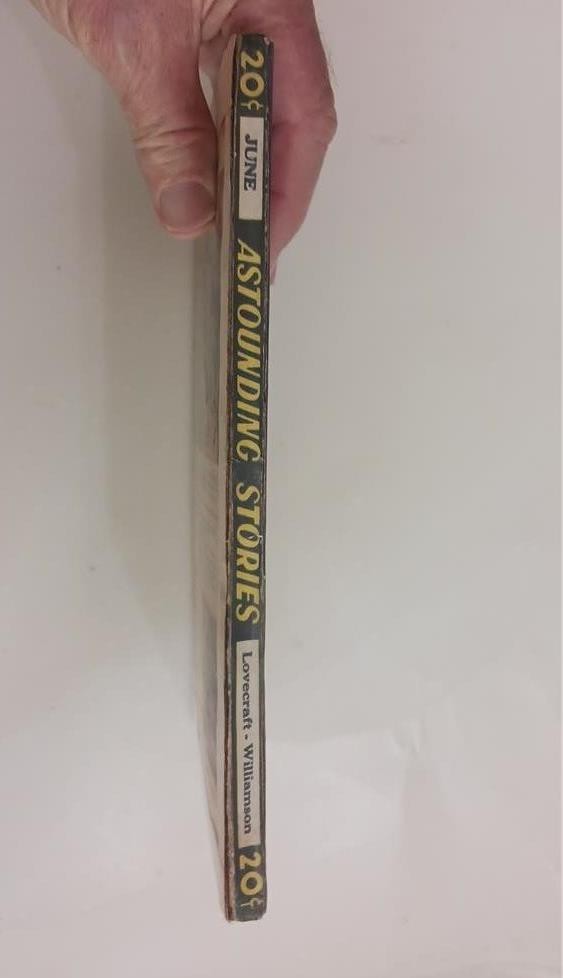 20¢
JUNE
ASTOUNDING STORIES
Lovecraft - Williamson
20¢